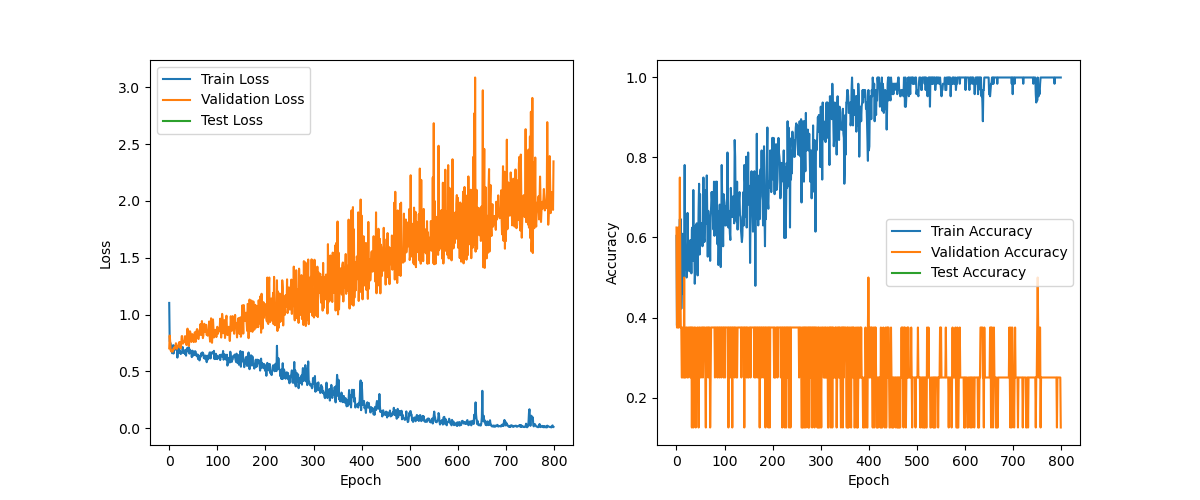 Train Loss
Validation Loss
Test Loss
3.0
2.5
2.0
1.5
1.0
0.5
0.0
Loss
0 100 200 300 400 500 600 700 800
Epoch
1.0
0.8
0.6
0.4
0.2
Accuracy
Train Accuracy
Validation Accuracy
Test Accuracy
0 100 200 300 400 500 600 700 800
Epoch